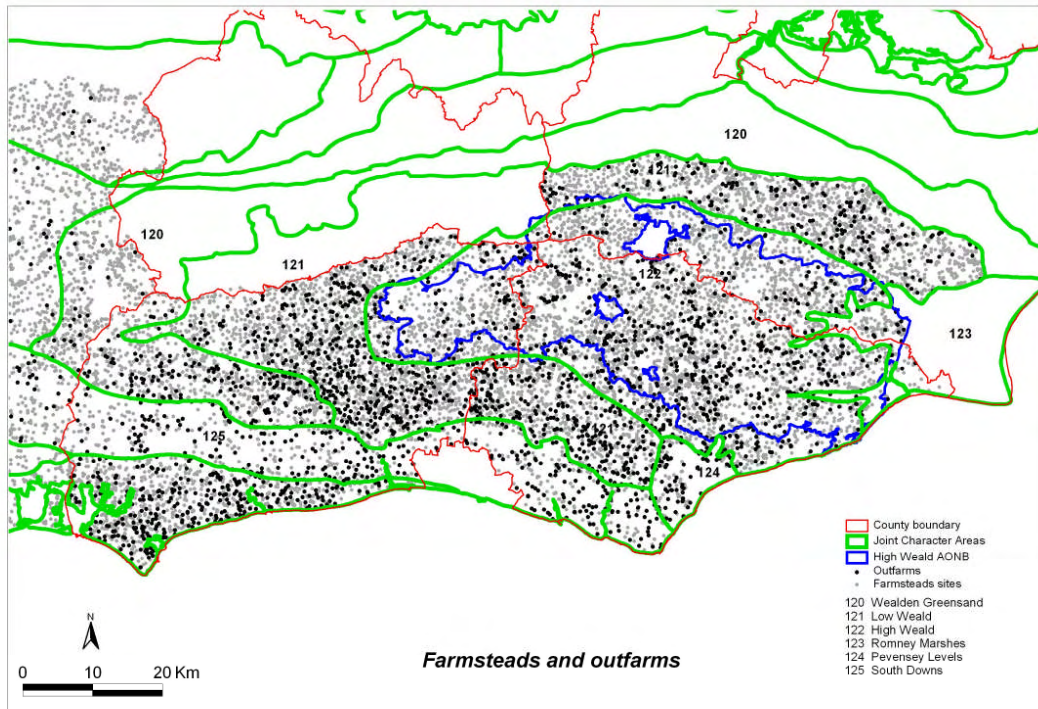 120
121
120
121
122
123
125
121
124
County boundary
Joint Character Areas
High Weald AONB
Outfarms
Farmsteads sites
120 Wealden Greensand
121 Low Weald
122 High Weald
123 Romney Marshes
124 Pevensey Levels
125 South Downs
N
0 10 20 Km
Farmsteads and outfarms